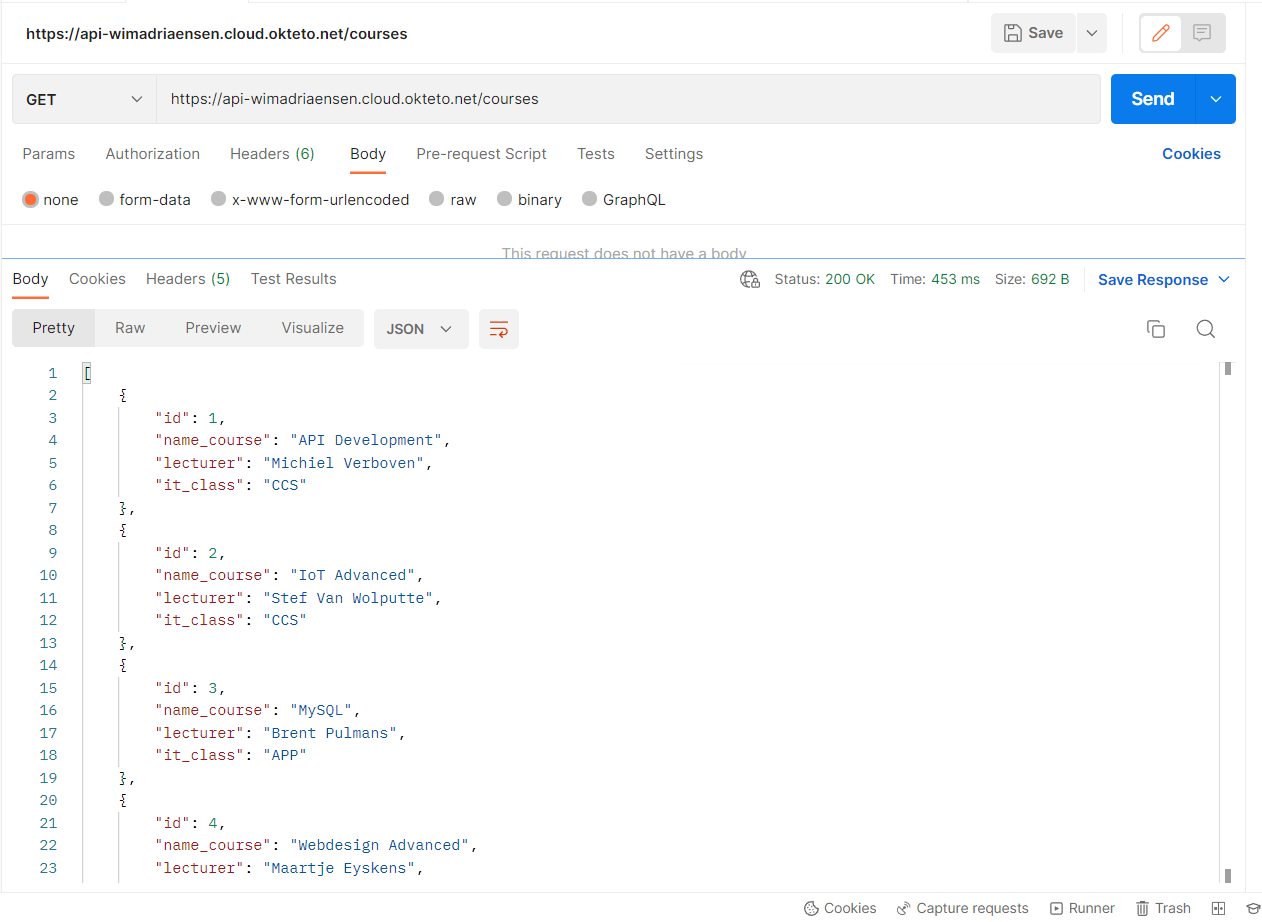 https://api-wimadriaensen.cloud.okteto.net/courses
Save
GET https://api-wimadriaensen.cloud.okteto.net/courses Send
Params Authorization Headers (6) Body Pre-request Script Tests Settings Cookies
none form-data x-www-form-urlencoded raw binary GraphQL
This request does not have a body
Body Cookies Headers (5) Test Results Status: 200 OK Time: 453 ms Size: 692 B Save Response
Pretty Raw Preview Visualize JSON
1 [
2 {
3 "id": 1,
4 "name_course": "API Development",
5 "lecturer": "Michiel Verboven",
6 "it_class": "CCS"
7 },
8 {
9 "id": 2,
10 "name_course": "IoT Advanced",
11 "lecturer": "Stef Van Wolputte",
12 "it_class": "CCS"
13 },
14 {
15 "id": 3,
16 "name_course": "MySQL",
17 "lecturer": "Brent Pulmans",
18 "it_class": "APP"
19 },
20 {
21 "id": 4,
22 "name_course": "Webdesign Advanced",
23 "lecturer": "Maartje Eyskens",
Cookies Capture requests Runner Trash